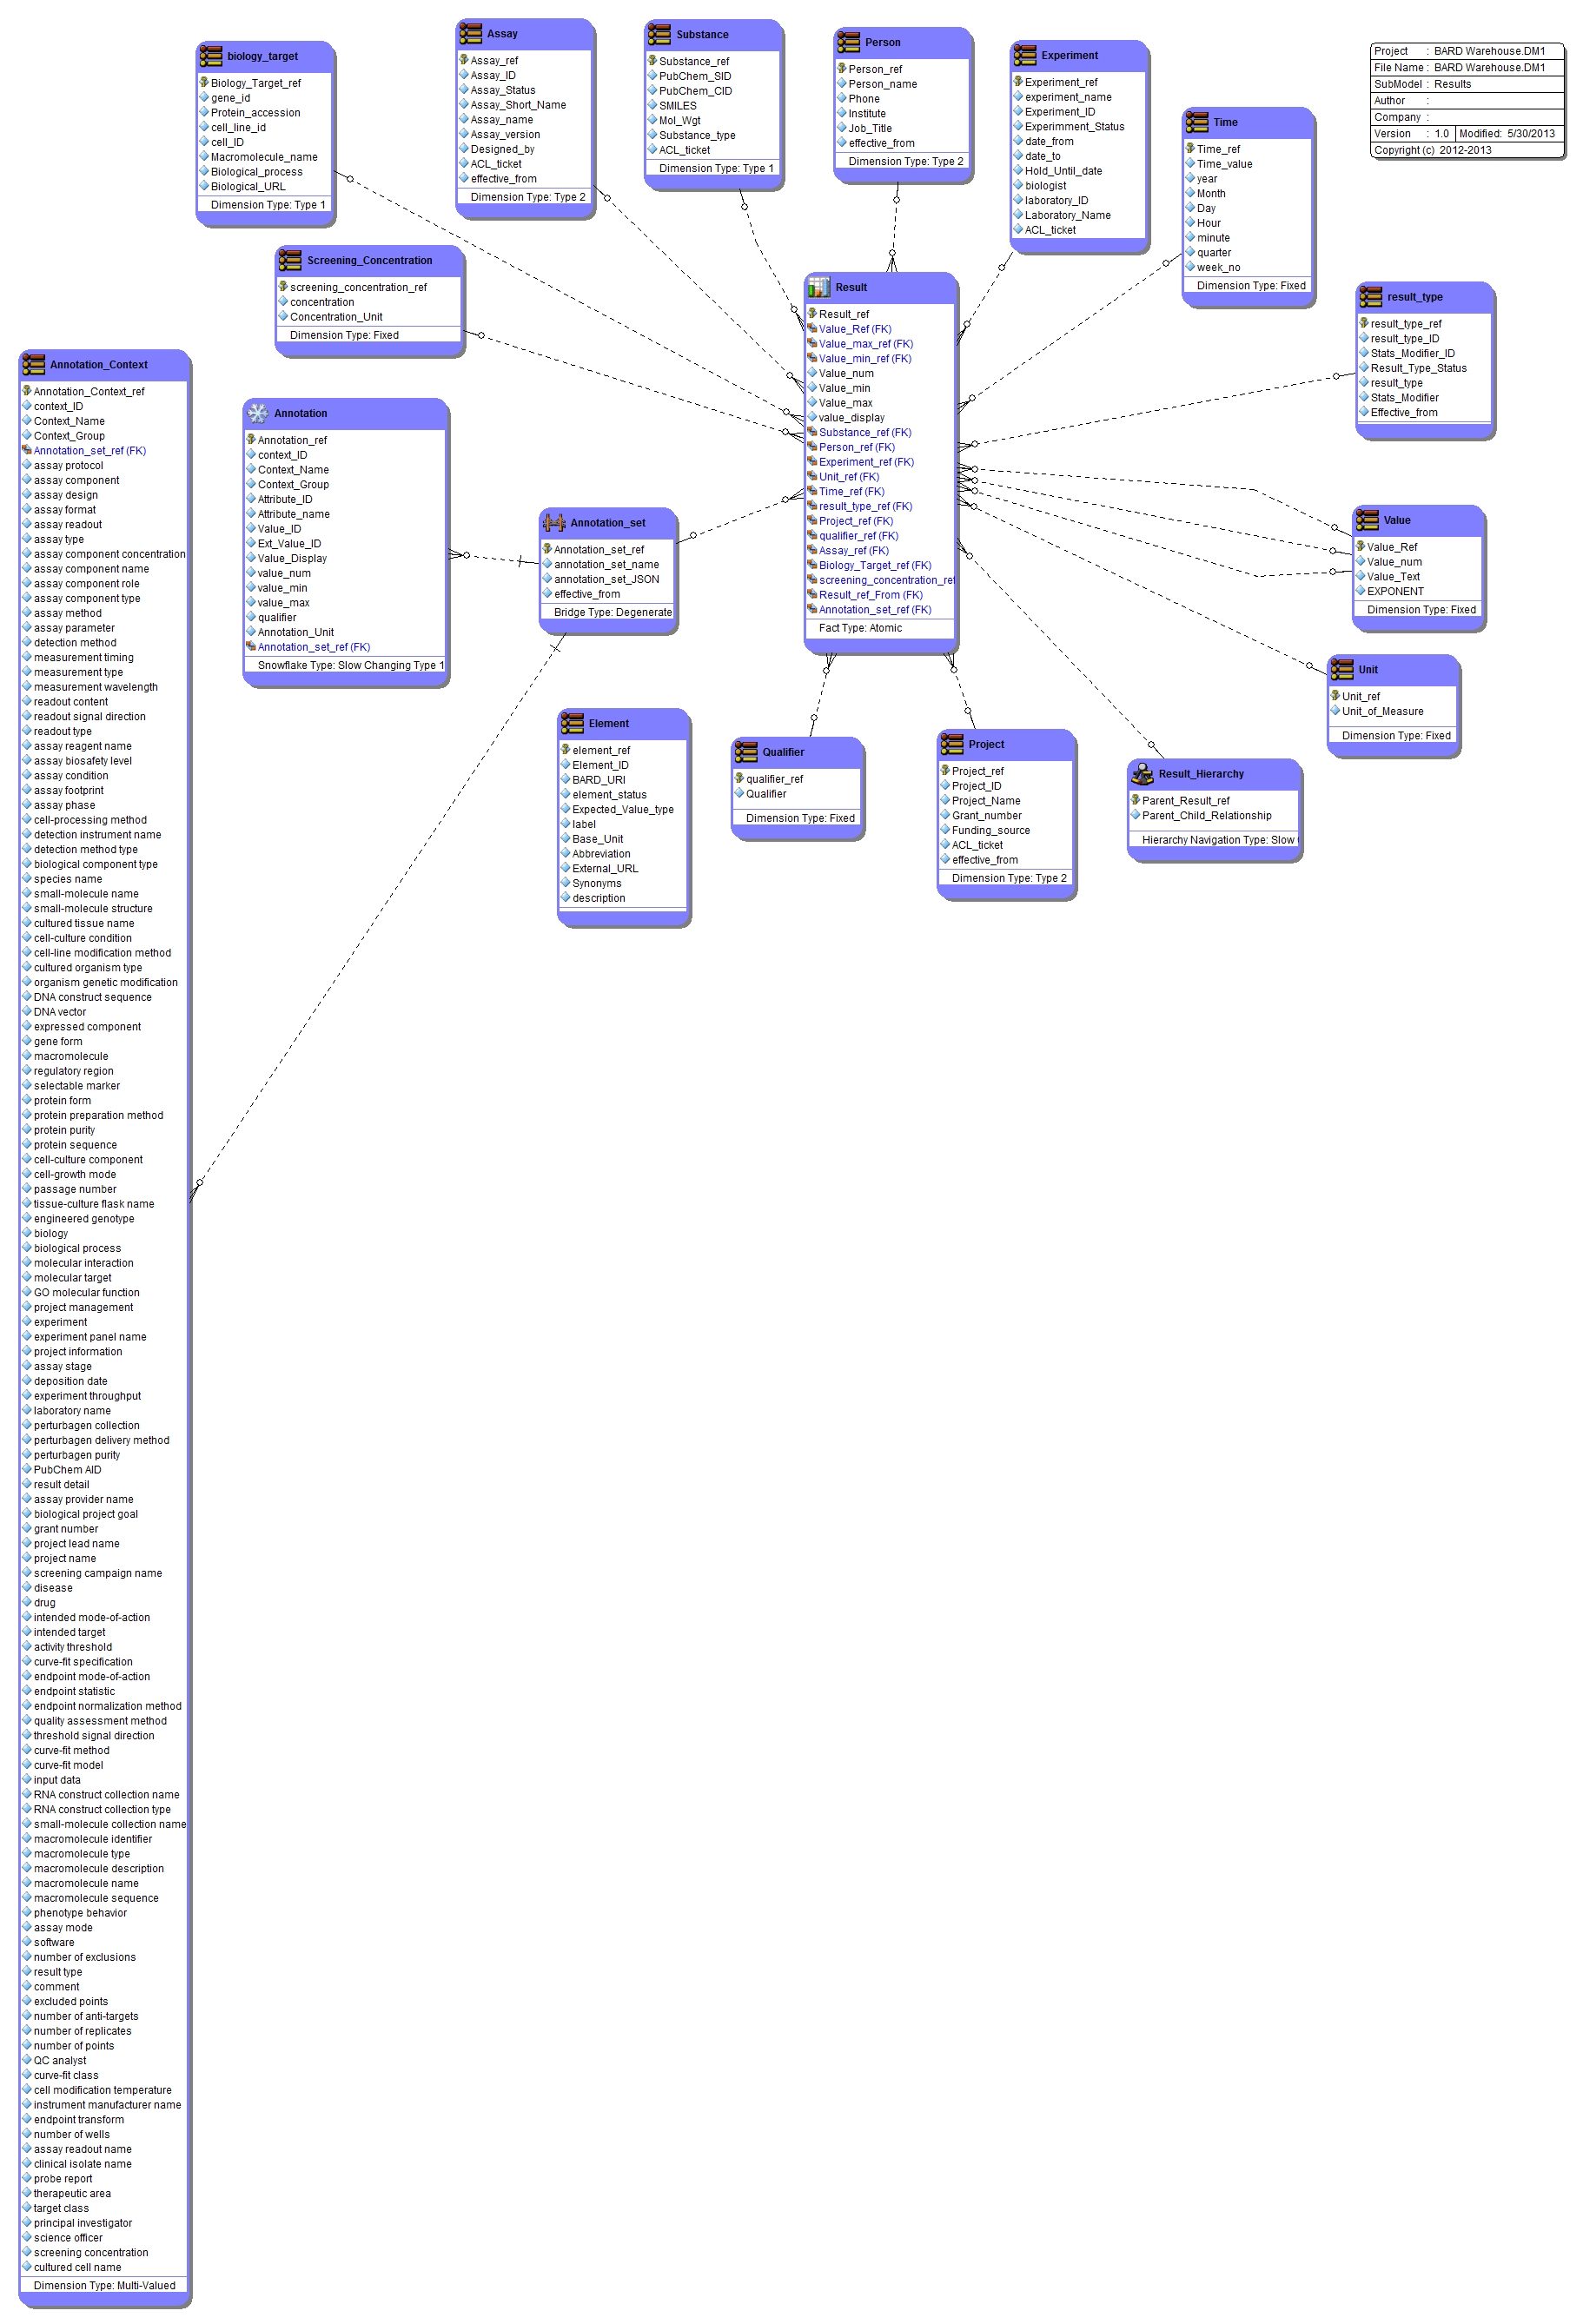 biology_target
Biology_Target_ref
gene_id
Protein_accession
cell_line_id
cell_ID
Macromolecule_name
Biological_process
Biological_URL
Dimension Type: Type 1
Assay
Assay_ref
Assay_ID
Assay_Status
Assay_Short_Name
Assay_name
Assay_version
Designed_by
ACL_ticket
effective_from
Dimension Type: Type 2
Substance
Substance_ref
PubChem_SID
PubChem_CID
SMILES
Mol_Wgt
Substance_type
ACL_ticket
Dimension Type: Type 1
Person
Person_ref
Person_name
Phone
Institute
Job_Title
effective_from
Dimension Type: Type 2
Experiment
Experiment_ref
experiment_name
Experiment_ID
Experimment_Status
date_from
date_to
Hold_Until_date
biologist
laboratory_ID
Laboratory_Name
ACL_ticket
Time
Time_ref
Time_value
year
Month
Day
Hour
minute
quarter
week_no
Dimension Type: Fixed
Project : BARD Warehouse.DM1
File Name : BARD Warehouse.DM1
SubModel : Results
Author :
Company :
Version : 1.0 Modified: 5/30/2013
Copyright (c) 2012-2013
Screening_Concentration
screening_concentration_ref
concentration
Concentration_Unit
Dimension Type: Fixed
Result
Result_ref
Value_Ref (FK)
Value_max_ref (FK)
Value_min_ref (FK)
Value_num
Value_min
Value_max
value_display
Substance_ref (FK)
Person_ref (FK)
Experiment_ref (FK)
Unit_ref (FK)
Time_ref (FK)
result_type_ref (FK)
Project_ref (FK)
qualifier_ref (FK)
Assay_ref (FK)
Biology_Target_ref (FK)
screening_concentration_ref
Result_ref_From (FK)
Annotation_set_ref (FK)
Fact Type: Atomic
result_type
result_type_ref
result_type_ID
Stats_Modifier_ID
Result_Type_Status
result_type
Stats_Modifier
Effective_from
Annotation
Annotation_ref
context_ID
Context_Name
Context_Group
Attribute_ID
Attribute_name
Value_ID
Ext_Value_ID
Value_Display
value_num
value_min
value_max
qualifier
Annotation_Unit
Annotation_set_ref (FK)
Snowflake Type: Slow Changing Type 1
Annotation_set
Annotation_set_ref
annotation_set_name
annotation_set_JSON
effective_from
Bridge Type: Degenerate
Value
Value_Ref
Value_num
Value_Text
EXPONENT
Dimension Type: Fixed
Unit
Unit_ref
Unit_of_Measure
Dimension Type: Fixed
Element
element_ref
Element_ID
BARD_URI
element_status
Expected_Value_type
label
Base_Unit
Abbreviation
External_URL
Synonyms
description
Qualifier
qualifier_ref
Qualifier
Dimension Type: Fixed
Project
Project_ref
Project_ID
Project_Name
Grant_number
Funding_source
ACL_ticket
effective_from
Dimension Type: Type 2
Result_Hierarchy
Parent_Result_ref
Parent_Child_Relationship
Hierarchy Navigation Type: Slow
Annotation_Context
Annotation_Context_ref
context_ID
Context_Name
Context_Group
Annotation_set_ref (FK)
assay protocol
assay component
assay design
assay format
assay readout
assay type
assay component concentration
assay component name
assay component role
assay component type
assay method
assay parameter
detection method
measurement timing
measurement type
measurement wavelength
readout content
readout signal direction
readout type
assay reagent name
assay biosafety level
assay condition
assay footprint
assay phase
cell-processing method
detection instrument name
detection method type
biological component type
species name
small-molecule name
small-molecule structure
cultured tissue name
cell-culture condition
cell-line modification method
cultured organism type
organism genetic modification
DNA construct sequence
DNA vector
expressed component
gene form
macromolecule
regulatory region
selectable marker
protein form
protein preparation method
protein purity
protein sequence
cell-culture component
cell-growth mode
passage number
tissue-culture flask name
engineered genotype
biology
biological process
molecular interaction
molecular target
GO molecular function
project management
experiment
experiment panel name
project information
assay stage
deposition date
experiment throughput
laboratory name
perturbagen collection
perturbagen delivery method
perturbagen purity
PubChem AID
result detail
assay provider name
biological project goal
grant number
project lead name
project name
screening campaign name
disease
drug
intended mode-of-action
intended target
activity threshold
curve-fit specification
endpoint mode-of-action
endpoint statistic
endpoint normalization method
quality assessment method
threshold signal direction
curve-fit method
curve-fit model
input data
RNA construct collection name
RNA construct collection type
small-molecule collection name
macromolecule identifier
macromolecule type
macromolecule description
macromolecule name
macromolecule sequence
phenotype behavior
assay mode
software
number of exclusions
result type
comment
excluded points
number of anti-targets
number of replicates
number of points
QC analyst
curve-fit class
cell modification temperature
instrument manufacturer name
endpoint transform
number of wells
assay readout name
clinical isolate name
probe report
therapeutic area
target class
principal investigator
science officer
screening concentration
cultured cell name
Dimension Type: Multi-Valued